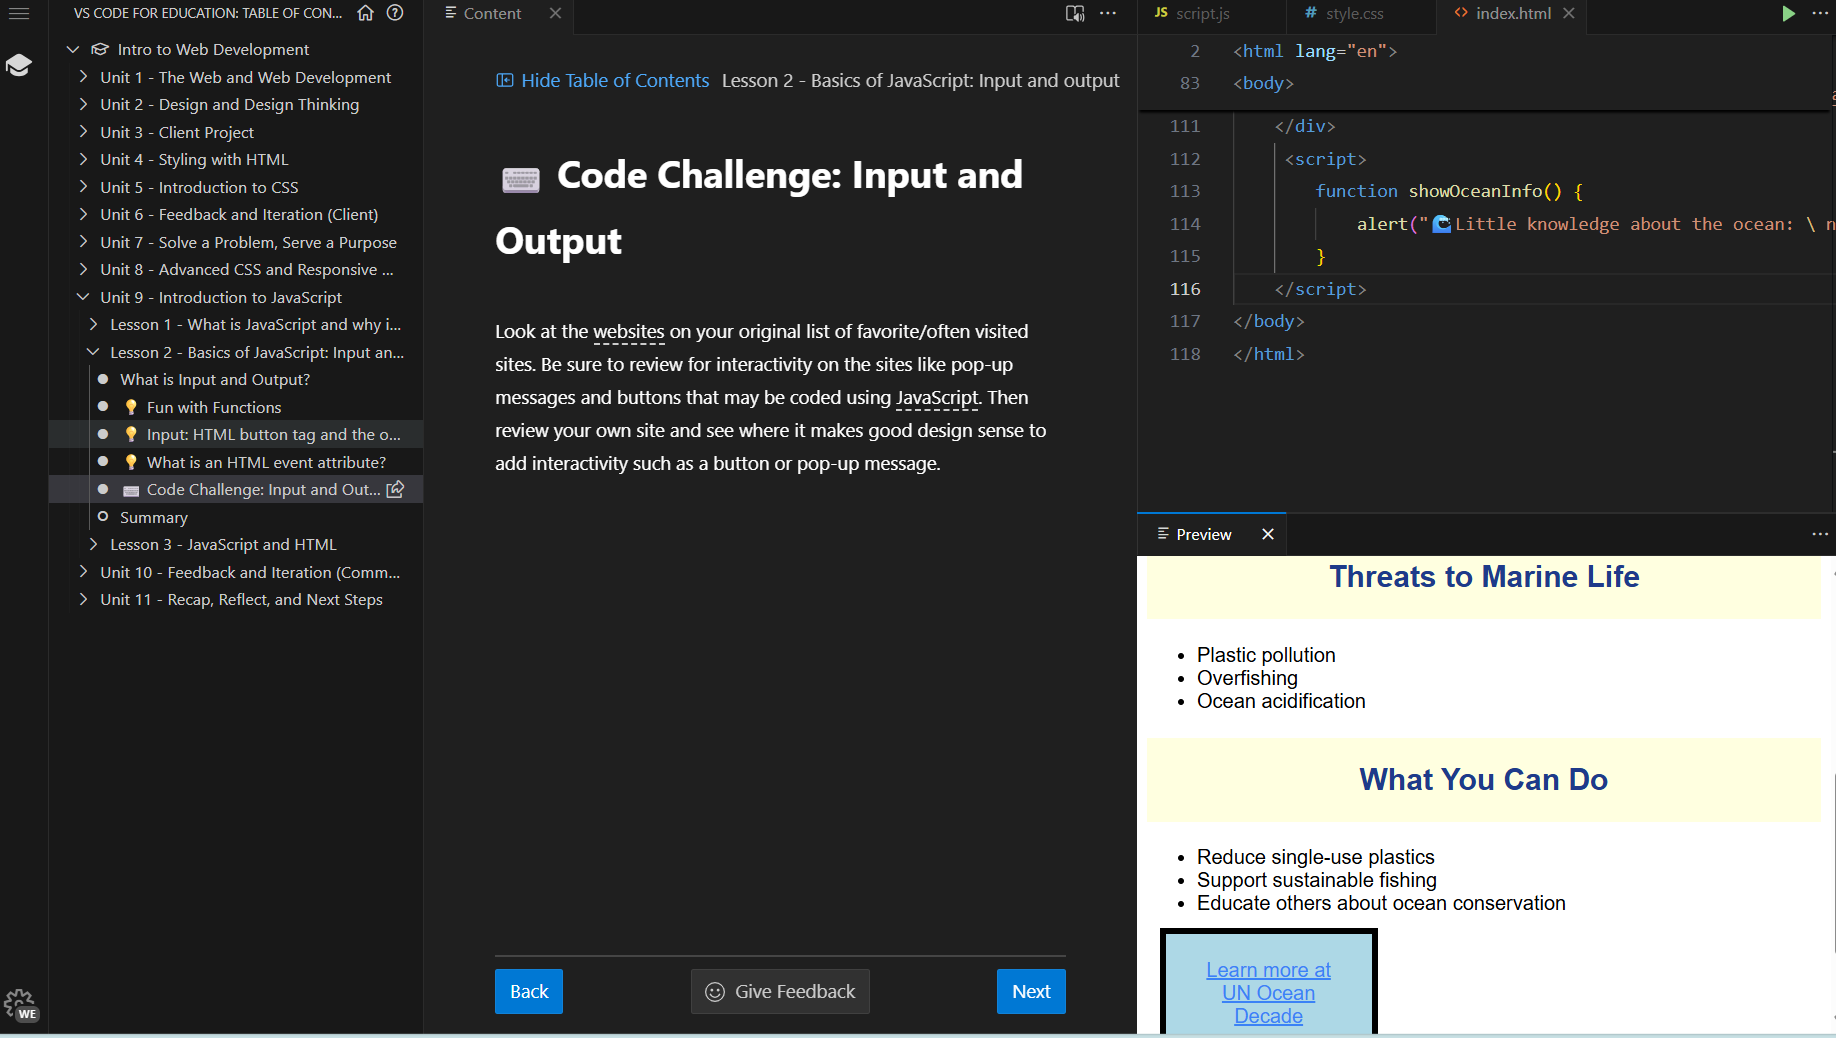 VS CODE FOR EDUCATION: TABLE OF CON...
Intro to Web Development
Unit 1 - The Web and Web Development
Unit 2 - Design and Design Thinking
Unit 3 - Client Project
Unit 4 - Styling with HTML
Unit 5 - Introduction to CSS
Unit 6 - Feedback and Iteration (Client)
Unit 7 - Solve a Problem, Serve a Purpose
Unit 8 - Advanced CSS and Responsive ...
Unit 9 - Introduction to JavaScript
Lesson 1 - What is JavaScript and why i...
Lesson 2 - Basics of JavaScript: Input an...
What is Input and Output?
Fun with Functions
Input: HTML button tag and the o...
What is an HTML event attribute?
Code Challenge: Input and Out...
Summary
Lesson 3 - JavaScript and HTML
Unit 10 - Feedback and Iteration (Comm...
Unit 11 - Recap, Reflect, and Next Steps
WE
Content
Hide Table of Contents Lesson 2 - Basics of JavaScript: Input and output
Code Challenge: Input and
Output
Look at the websites on your original list of favorite/often visited
sites. Be sure to review for interactivity on the sites like pop-up
messages and buttons that may be coded using JavaScript. Then
review your own site and see where it makes good design sense to
add interactivity such as a button or pop-up message.
Back
Give Feedback
Next
JS script.js
# style.css
<> index.html
2 <html lang="en">
83 <body>
111 </div>
112 <script>
113 function showOceanInfo() {
114 alert("🌊Little knowledge about the ocean: \ n
115 }
116 </script>
117 </body>
118 </html>
Preview
Threats to Marine Life
• Plastic pollution
• Overfishing
• Ocean acidification
What You Can Do
• Reduce single-use plastics
• Support sustainable fishing
• Educate others about ocean conservation
Learn more at
UN Ocean
Decade